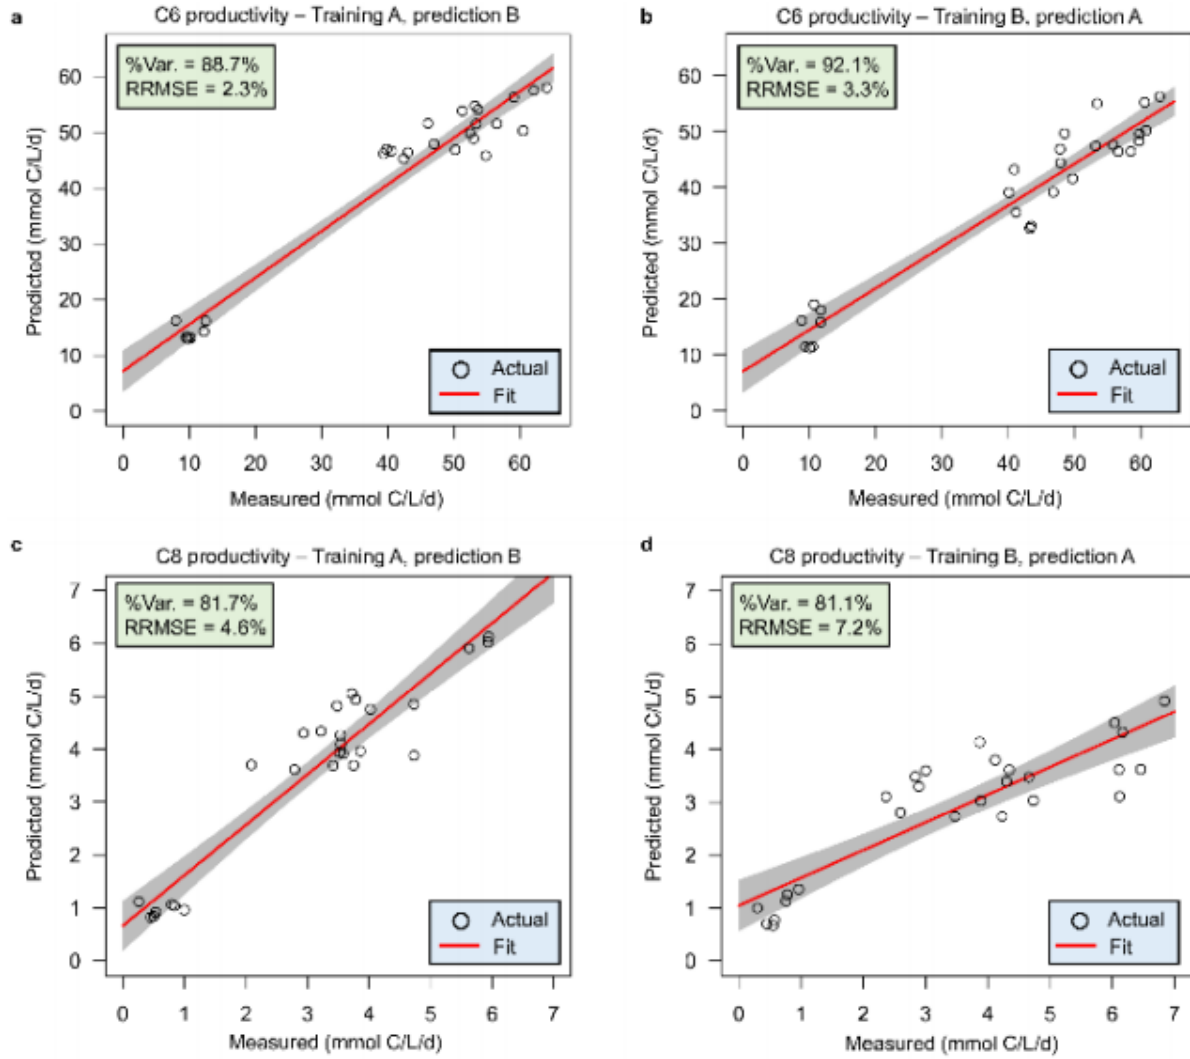 a
C6 productivity – Training A, prediction B
%Var. = 88.7%
RRMSE = 2.3%
60
50
40
30
20
10
0
Predicted (mmol C/L/d)
Actual
Fit
0 10 20 30 30 40 50 60
Measured (mmol C/L/d)
b
C6 productivity – Training B, prediction A
%Var. = 92.1%
RRMSE = 3.3%
60
50
40
30
20
10
0
Predicted (mmol C/L/d)
Actual
Fit
0 10 20 30 40 50 60
Measured (mmol C/L/d)
c
C8 productivity – Training A, prediction B
%Var. = 81.7%
RRMSE = 4.6%
7
6
5
4
3
2
1
0
Predicted (mmol C/L/d)
Actual
Fit
0 1 2 3 4 5 6 7
Measured (mmol C/L/d)
d
C8 productivity – Training B, prediction A
%Var. = 81.1%
RRMSE = 7.2%
7
6
5
4
3
2
1
0
Predicted (mmol C/L/d)
Actual
Fit
0 1 2 3 4 5 6 7
Measured (mmol C/L/d)